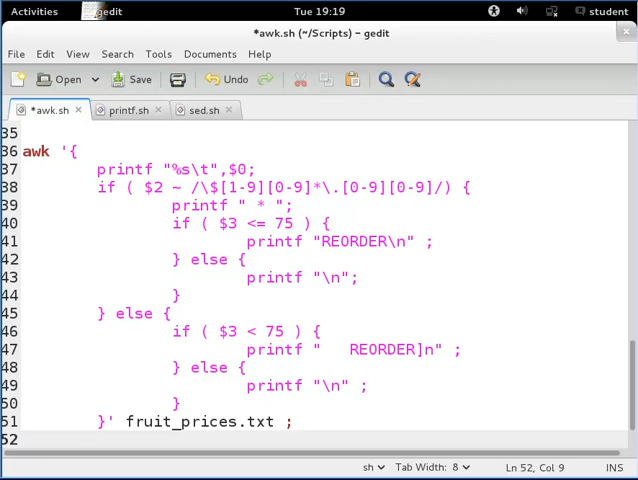 Activities gedit Tue 19:19 student
*awk.sh (~/Scripts) - gedit ×
File Edit View Search Tools Documents Help
Open Save Undo
*awk.sh × printf.sh × sed.sh ×
35
36 awk '{
37 printf "%s\t",$0;
38 if ( $2 ~ /\$[1-9][0-9]*\.[0-9][0-9]/) {
39 printf " * ";
40 if ( $3 <= 75 ) {
41 printf "REORDER\n" ;
42 } else {
43 printf "\n";
44 }
45 } else {
46 if ( $3 < 75 ) {
47 printf "   REORDER]n" ;
48 } else {
49 printf "\n" ;
50 }
51 }' fruit_prices.txt ;
52
sh Tab Width: 8 Ln 52, Col 9 INS